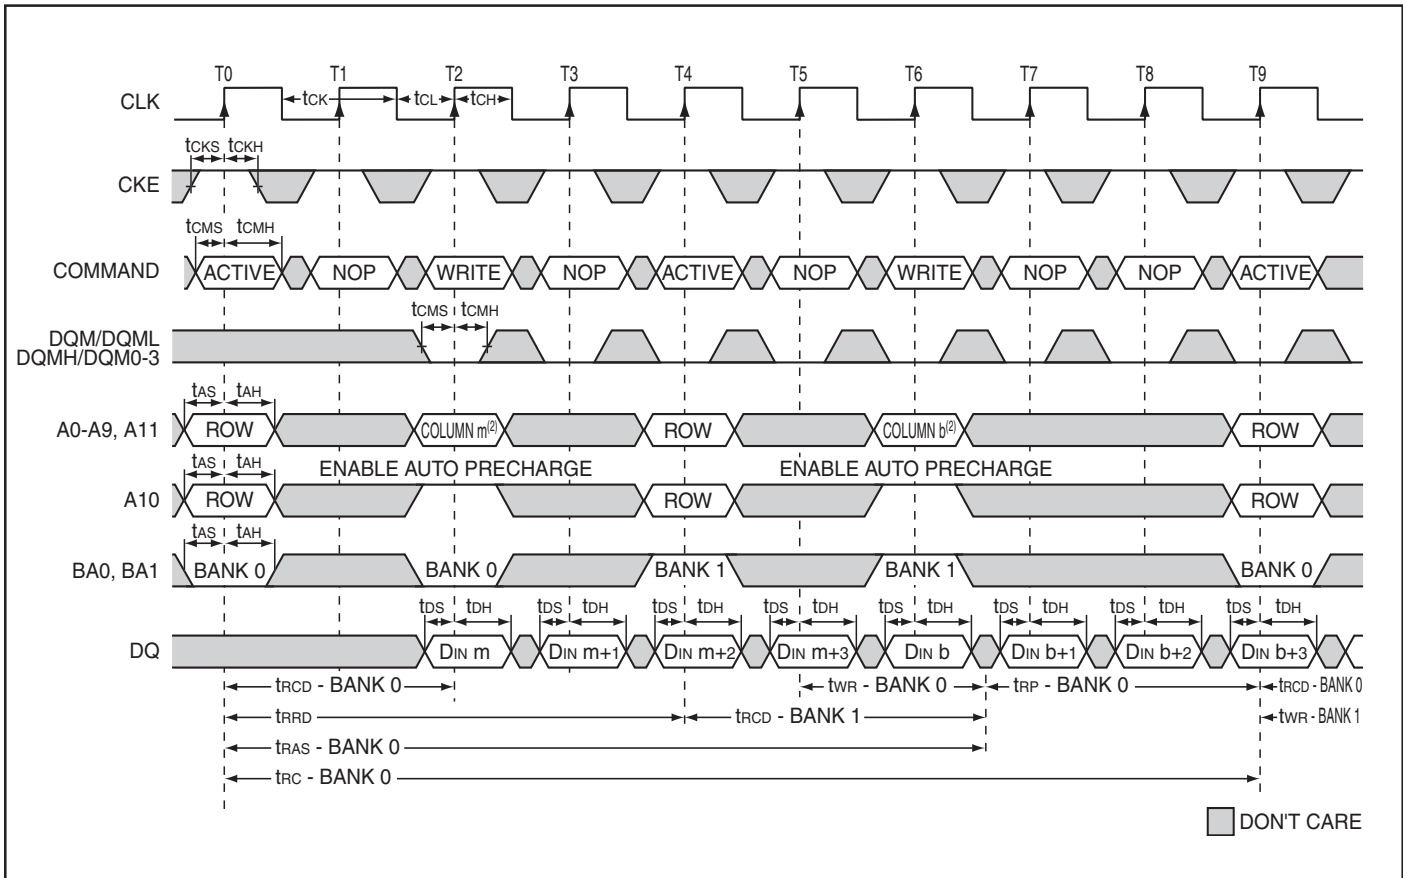 T0 T1 T2 T3 T4 T5 T6 T7 T8 T9
CLK tCK tCL tCH
tCKS tCKH
CKE
tCMS tCMH
COMMAND ACTIVE NOP WRITE NOP ACTIVE NOP WRITE NOP NOP ACTIVE
tCMS tCMH
DQM/DQML
DQMH/DQM0-3
tAS tAH
A0-A9, A11 ROW COLUMN m(2) ROW COLUMN b(2) ROW
tAS tAH ENABLE AUTO PRECHARGE ENABLE AUTO PRECHARGE
A10 ROW ROW ROW
tAS tAH
BA0, BA1 BANK 0 BANK 0 BANK 1 BANK 1 BANK 0
tDS tDH tDS tDH tDS tDH tDS tDH tDS tDH tDS tDH tDS tDH tDS tDH
DQ DIN m DIN m+1 DIN m+2 DIN m+3 DIN b DIN b+1 DIN b+2 DIN b+3
tRCD - BANK 0 tWR - BANK 0 tRP - BANK 0 tRCD - BANK 0
tRRD tRCD - BANK 1 tWR - BANK 1
tRAS - BANK 0
tRC - BANK 0
DON'T CARE